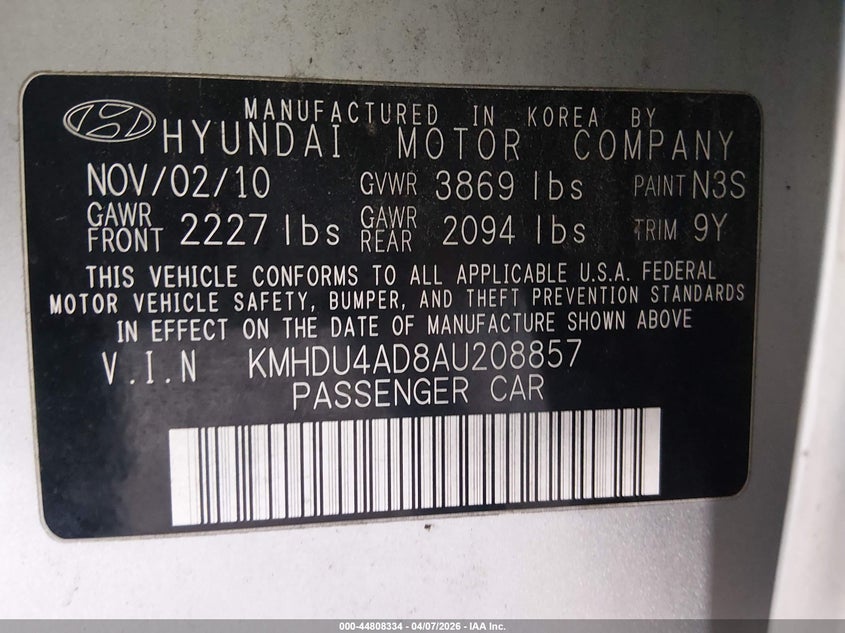 MANUFACTURED IN KOREA BY
HYUNDAI MOTOR COMPANY
NOV/02/10 GVWR 3869 lbs PAINT N3S
GAWR FRONT 2227 lbs GAWR REAR 2094 lbs TRIM 9Y
THIS VEHICLE CONFORMS TO ALL APPLICABLE U.S.A. FEDERAL
MOTOR VEHICLE SAFETY, BUMPER, AND THEFT PREVENTION STANDARDS
IN EFFECT ON THE DATE OF MANUFACTURE SHOWN ABOVE
V.I.N KMHDU4AD8AU208857
PASSENGER CAR
000-44808334 - 04/07/2026 - IAA Inc.